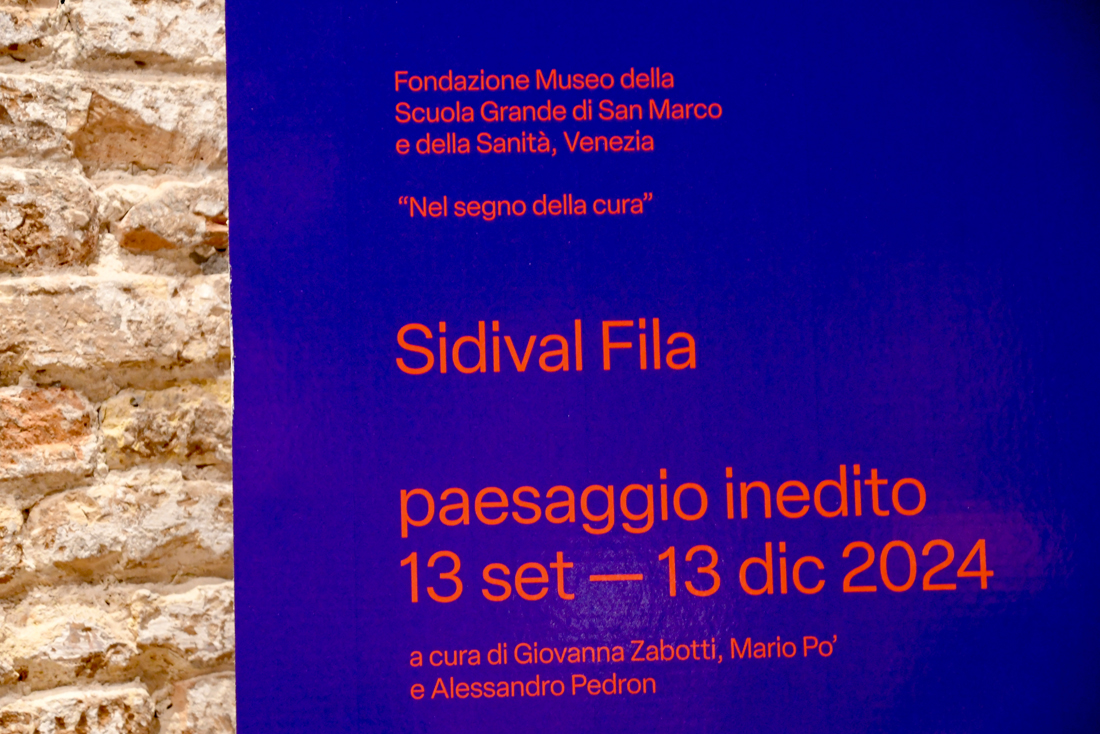 Fondazione Museo della
Scuola Grande di San Marco
e della Sanità, Venezia
“Nel segno della cura”
Sidival Fila
paesaggio inedito
13 set — 13 dic 2024
a cura di Giovanna Zabotti, Mario Po’
e Alessandro Pedron